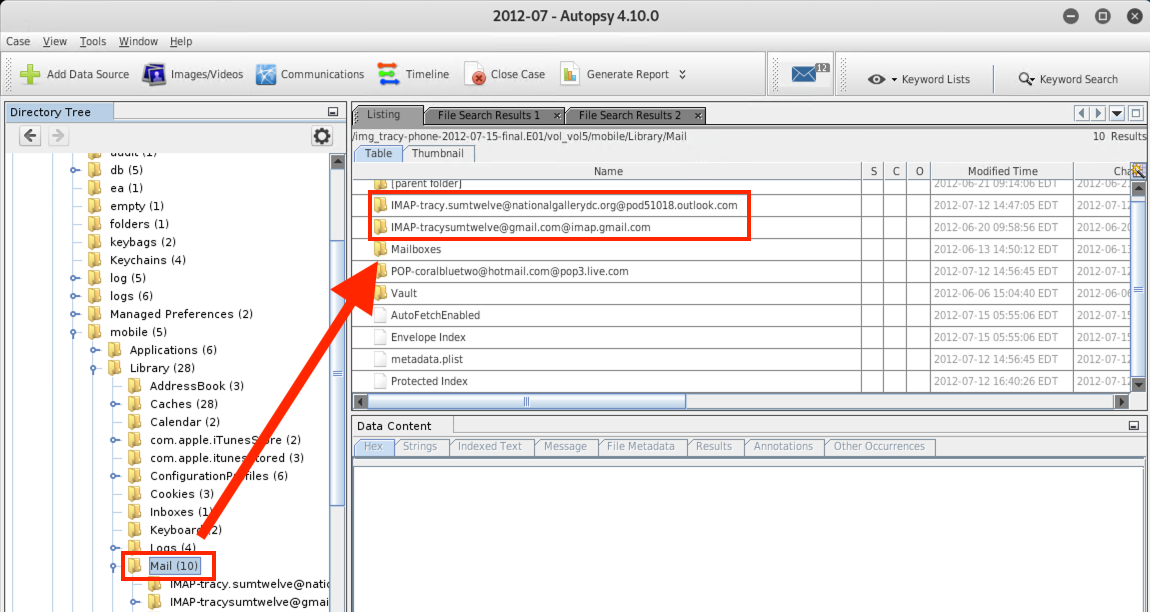 2012-07 - Autopsy 4.10.0
Case View Tools Window Help
Add Data Source Images/Videos Communications Timeline Close Case Generate Report 12 Keyword Lists Keyword Search
Directory Tree
audit (1)
db (5)
ea (1)
empty (1)
folders (1)
keybags (2)
Keychains (4)
log (5)
logs (6)
Managed Preferences (2)
mobile (5)
Applications (6)
Library (28)
AddressBook (3)
Caches (28)
Calendar (2)
com.apple.iTunesStore (2)
com.apple.itunesstored (3)
ConfigurationProfiles (6)
Cookies (3)
Inboxes (1)
Keyboard (2)
Logs (4)
Mail (10)
IMAP-tracy.sumtwelve@natio
IMAP-tracysumtwelve@gmai
Listing File Search Results 1 File Search Results 2
/img_tracy-phone-2012-07-15-final.E01/vol_vol5/mobile/Library/Mail 10 Results
Table Thumbnail
Name S C O Modified Time Cha
[parent folder] 2012-06-21 09:14:06 EDT 2012-06-2
IMAP-tracy.sumtwelve@nationalgallerydc.org@pod51018.outlook.com 2012-07-12 14:47:05 EDT 2012-07-12
IMAP-tracysumtwelve@gmail.com@imap.gmail.com 2012-06-20 09:58:56 EDT 2012-06-20
Mailboxes 2012-06-13 14:50:12 EDT 2012-06-13
POP-coralbluetwo@hotmail.com@pop3.live.com 2012-07-12 14:56:45 EDT 2012-07-12
Vault 2012-06-06 15:04:40 EDT 2012-06-06
AutoFetchEnabled 2012-07-15 05:55:06 EDT 2012-07-15
Envelope Index 2012-07-15 05:55:06 EDT 2012-07-15
metadata.plist 2012-07-12 14:56:45 EDT 2012-07-12
Protected Index 2012-07-12 16:40:26 EDT 2012-07-12
Data Content
Hex Strings Indexed Text Message File Metadata Results Annotations Other Occurrences